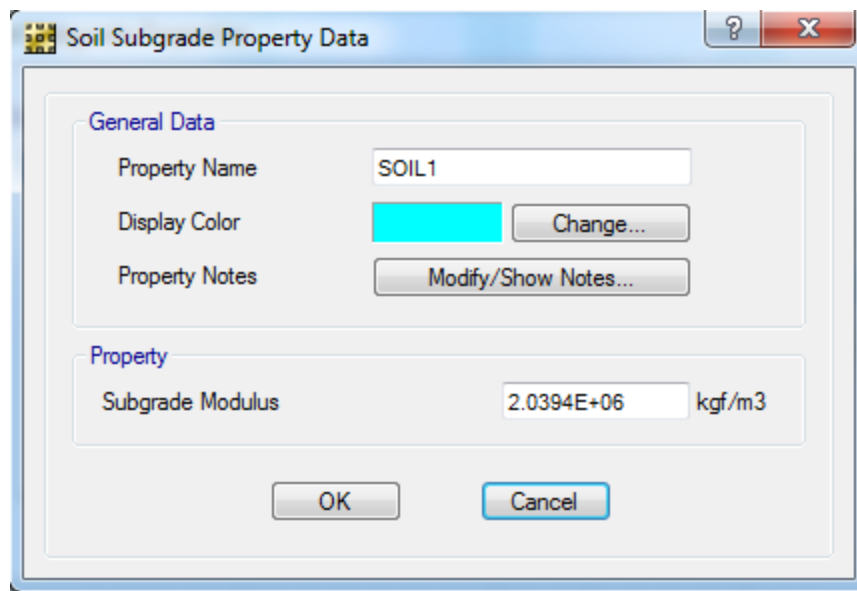 Soil Subgrade Property Data
General Data
Property Name SOIL1
Display Color Change...
Property Notes Modify/Show Notes...
Property
Subgrade Modulus 2.0394E+06 kgf/m3
OK Cancel